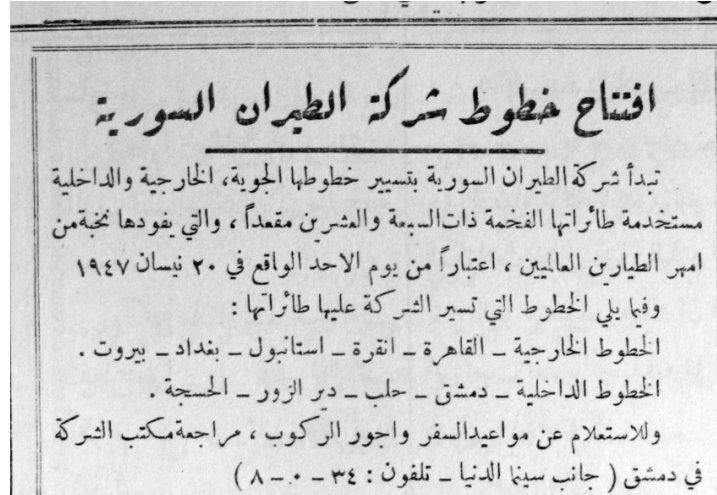 افتتاح خطوط شركة الطيران السورية
تبدأ شركة الطيران السورية بتسيير خطوطها الجوية، الخارجية والداخلية
مستخدمة طائراتها الفخمة ذات السبعة والعشرين مقعداً ، والتي يقودها نخبة من
امهر الطيارين العالميين ، اعتباراً من يوم الاحد الواقع في ٢٠ نيسان ١٩٤٧
وفيما يلي الخطوط التي تسير الشركة عليها طائراتها :
الخطوط الخارجية ـ القاهرة ـ انقرة ـ استانبول ـ بغداد ـ بيروت .
الخطوط الداخلية ـ دمشق ـ حلب ـ دير الزور ـ الحسجة .
وللاستعلام عن مواعيد السفر واجور الركوب ، مراجعة مكتب الشركة
في دمشق ( جانب سينما الدنيا ـ تلفون : ٣٤ ـ ٠ ـ ٨ )